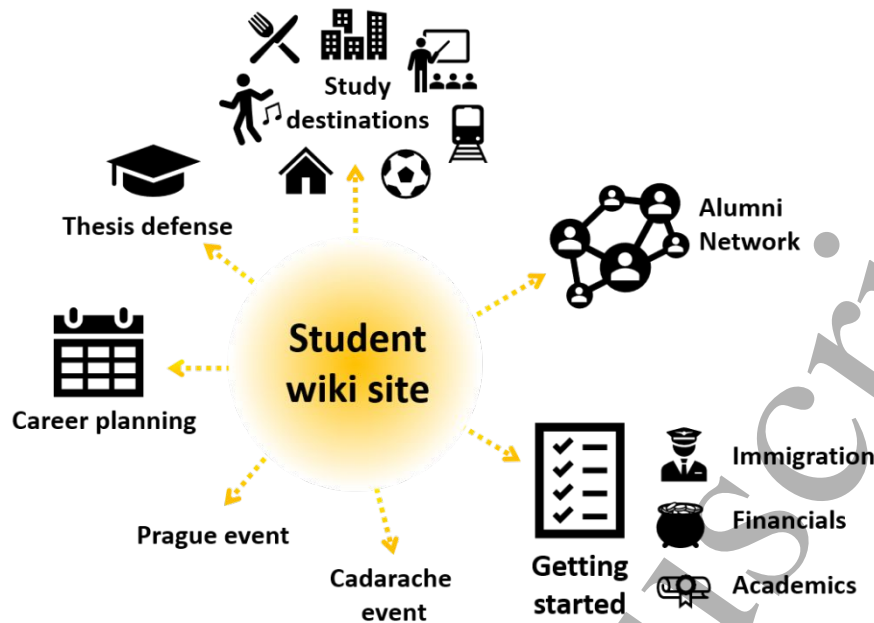 Study
destinations
Thesis defense
Alumni
Network
Student
wiki site
Career planning
Immigration
Prague event
Financials
Cadarache
event
Getting
started
Academics